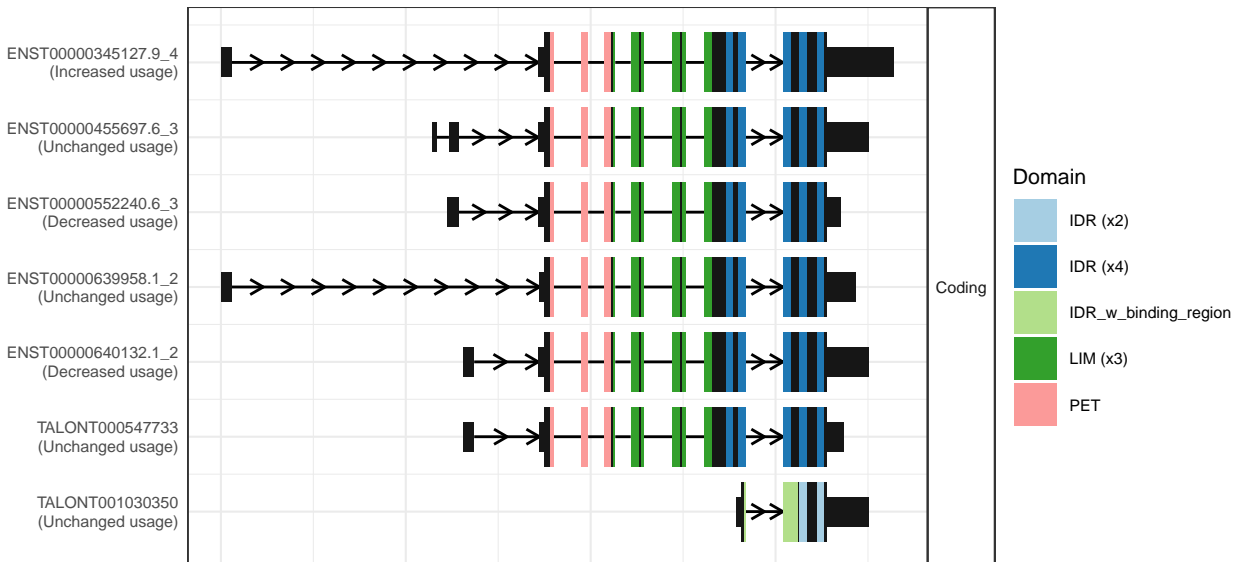 ENST00000345127.9_4
(Increased usage)
ENST00000455697.6_3
(Unchanged usage)
ENST00000552240.6_3
(Decreased usage)
ENST00000639958.1_2
(Unchanged usage)
ENST00000640132.1_2
(Decreased usage)
TALONT000547733
(Unchanged usage)
TALONT001030350
(Unchanged usage)
Coding
Domain
IDR (x2)
IDR (x4)
IDR_w_binding_region
LIM (x3)
PET